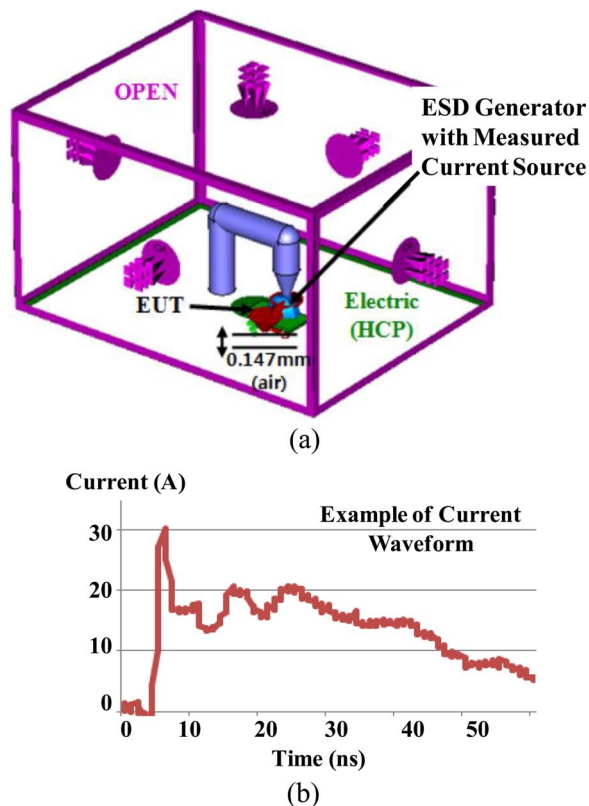 OPEN
ESD Generator
with Measured
Current Source
EUT
Electric
(HCP)
0.147mm
(air)
(a)
Current (A)
Example of Current
Waveform
30
20
10
0
0 10 20 30 40 50
Time (ns)
(b)